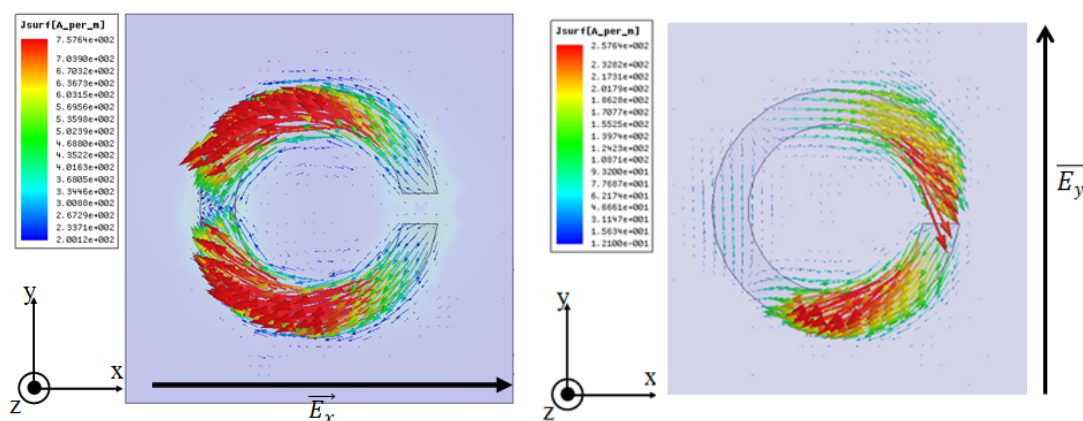 Jsurf[A_per_m]
7.5764e+002
7.0390e+002
6.7032e+002
6.3673e+002
6.0315e+002
5.6956e+002
5.3598e+002
5.0239e+002
4.6880e+002
4.3522e+002
4.0163e+002
3.6805e+002
3.3446e+002
3.0088e+002
2.6729e+002
2.3371e+002
2.0012e+002
y
x
z
E_x
Jsurf[A_per_m]
2.5764e+002
2.3282e+002
2.1731e+002
2.0179e+002
1.8628e+002
1.7077e+002
1.5525e+002
1.3974e+002
1.2423e+002
1.0871e+002
9.3200e+001
7.7687e+001
6.2174e+001
4.6661e+001
3.1147e+001
1.5634e+001
1.2100e-001
y
x
z
E_y